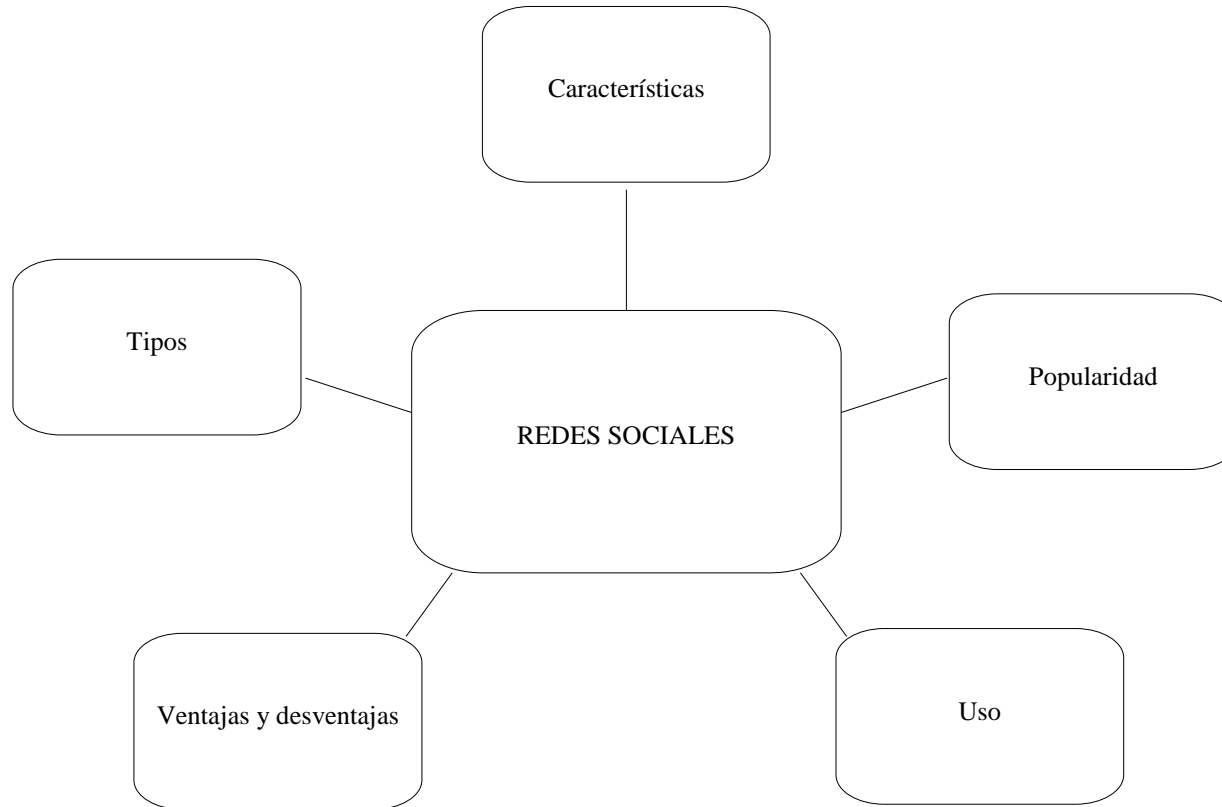 Características
Tipos
Popularidad
REDES SOCIALES
Ventajas y desventajas
Uso